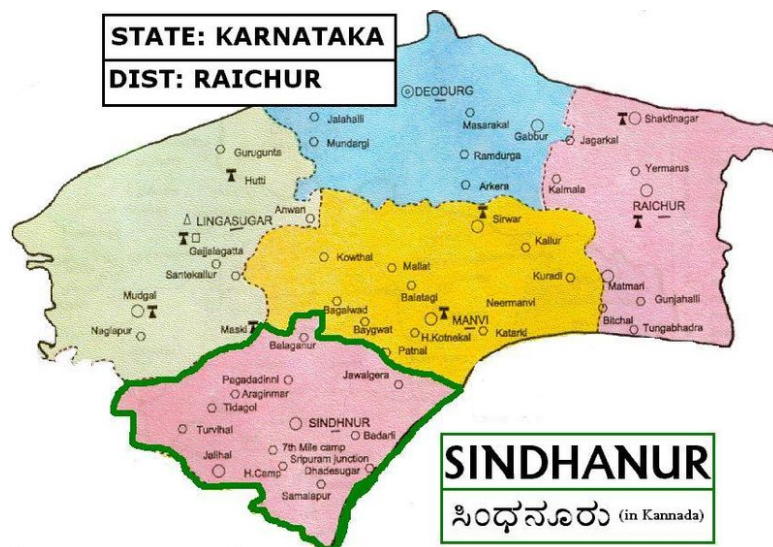 STATE: KARNATAKA
DIST: RAICHUR
DEODURG
Jalahalli
Masarakal
Shaktinagar
Gabbur
Mundargi
Jagarkal
Gurugunta
Ramdurga
Yermarus
Hutti
Arkera
Kalmala
RAICHUR
Anwari
LINGASUGAR
Sirwar
Kallur
Gajjalagatta
Kowthal
Mallat
Santekallur
Kuradi
Matmari
Balatagi
Mudgal
Bagalwad
Neermanvi
Gunjahalli
Bitchal
MANVI
Maski
Baygwat
Naglapur
H.Kotnekal
Katarki
Tungabhadra
Balaganur
Patnal
Pagadadinni
Jawalgera
Araginmar
Tidagol
SINDHNUR
Turvihal
Badarli
7th Mile camp
Jalihal
Sripuram junction
H.Camp
Dhadesugar
Samalapur
SINDHANUR
ಸಿಂಧನೂರು (in Kannada)